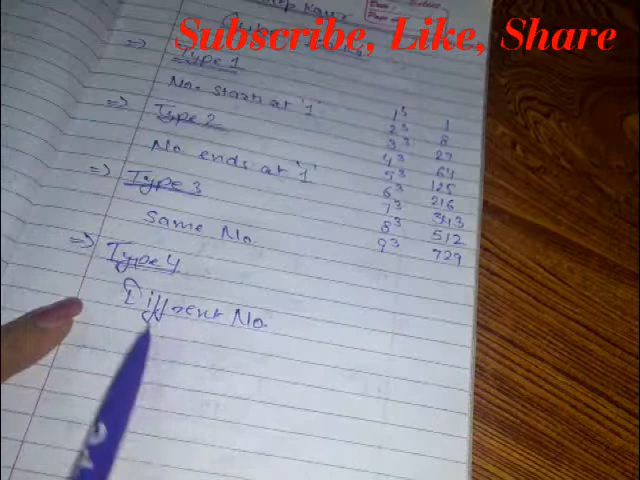 Subscribe, Like, Share
=> Type 1
No. starts at '1'
=> Type 2
No ends at '1'
=> Type 3
Same No.
=> Type 4
Different No.
1³ 1
2³ 8
3³ 27
4³ 64
5³ 125
6³ 216
7³ 343
8³ 512
9³ 729